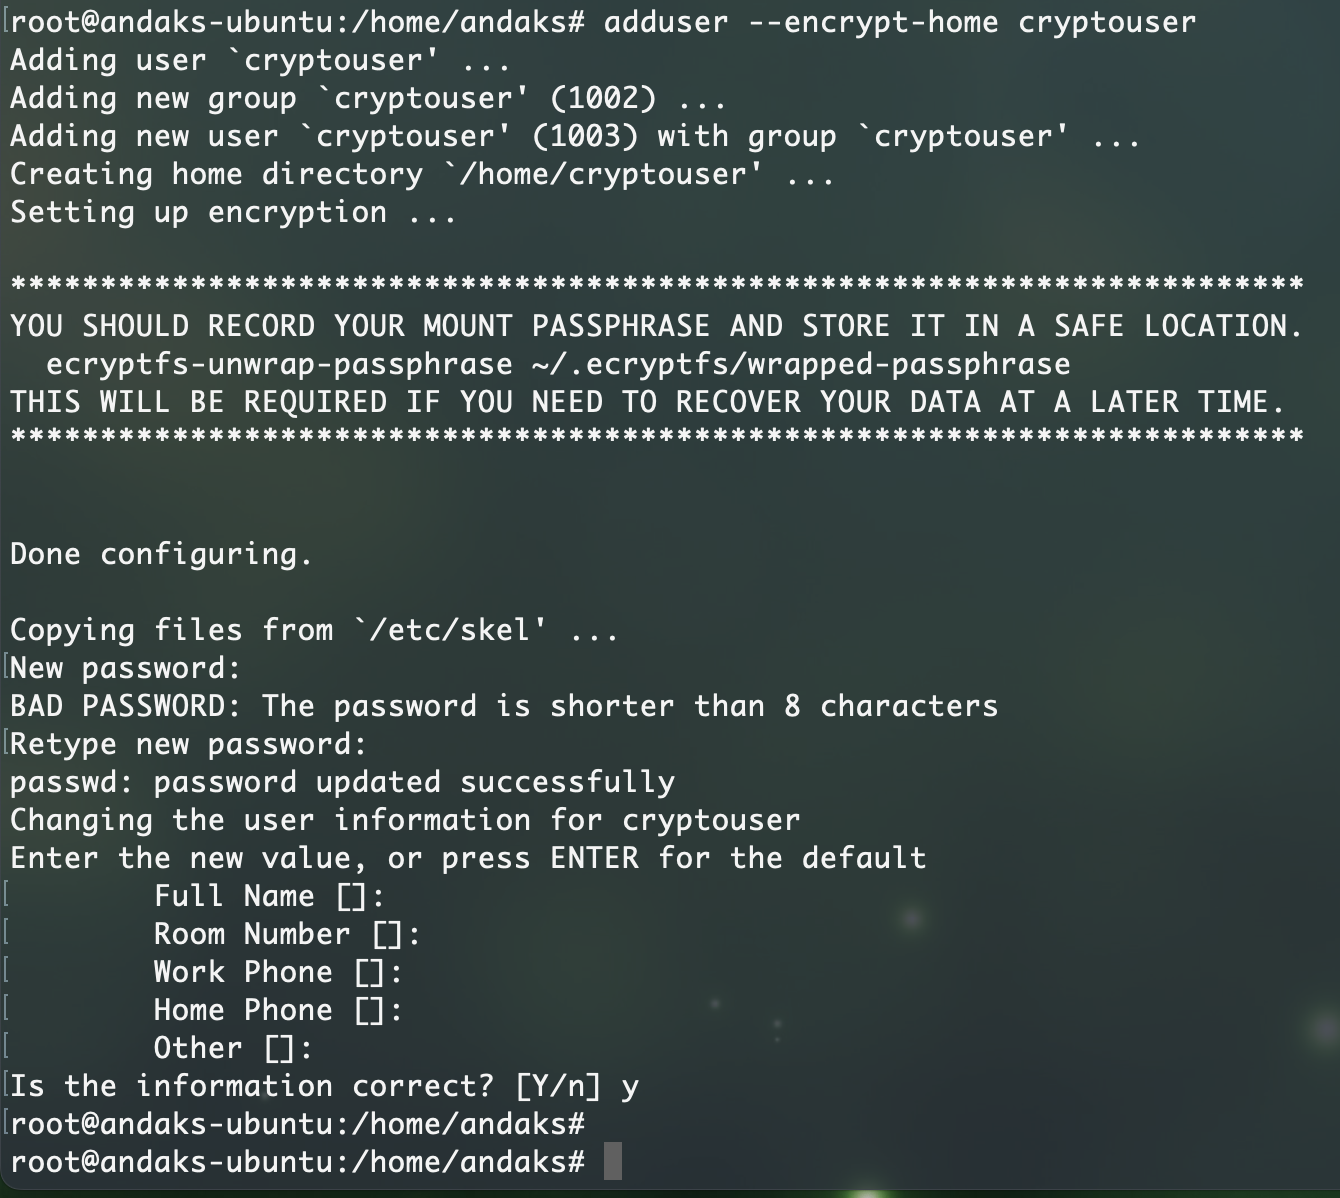 root@andaks-ubuntu:/home/andaks# adduser --encrypt-home cryptouser
Adding user `cryptouser' ...
Adding new group `cryptouser' (1002) ...
Adding new user `cryptouser' (1003) with group `cryptouser' ...
Creating home directory `/home/cryptouser' ...
Setting up encryption ...

************************************************************************
YOU SHOULD RECORD YOUR MOUNT PASSPHRASE AND STORE IT IN A SAFE LOCATION.
  ecryptfs-unwrap-passphrase ~/.ecryptfs/wrapped-passphrase
THIS WILL BE REQUIRED IF YOU NEED TO RECOVER YOUR DATA AT A LATER TIME.
************************************************************************

Done configuring.

Copying files from `/etc/skel' ...
New password:
BAD PASSWORD: The password is shorter than 8 characters
Retype new password:
passwd: password updated successfully
Changing the user information for cryptouser
Enter the new value, or press ENTER for the default
        Full Name []:
        Room Number []:
        Work Phone []:
        Home Phone []:
        Other []:
Is the information correct? [Y/n] y
root@andaks-ubuntu:/home/andaks#
root@andaks-ubuntu:/home/andaks#